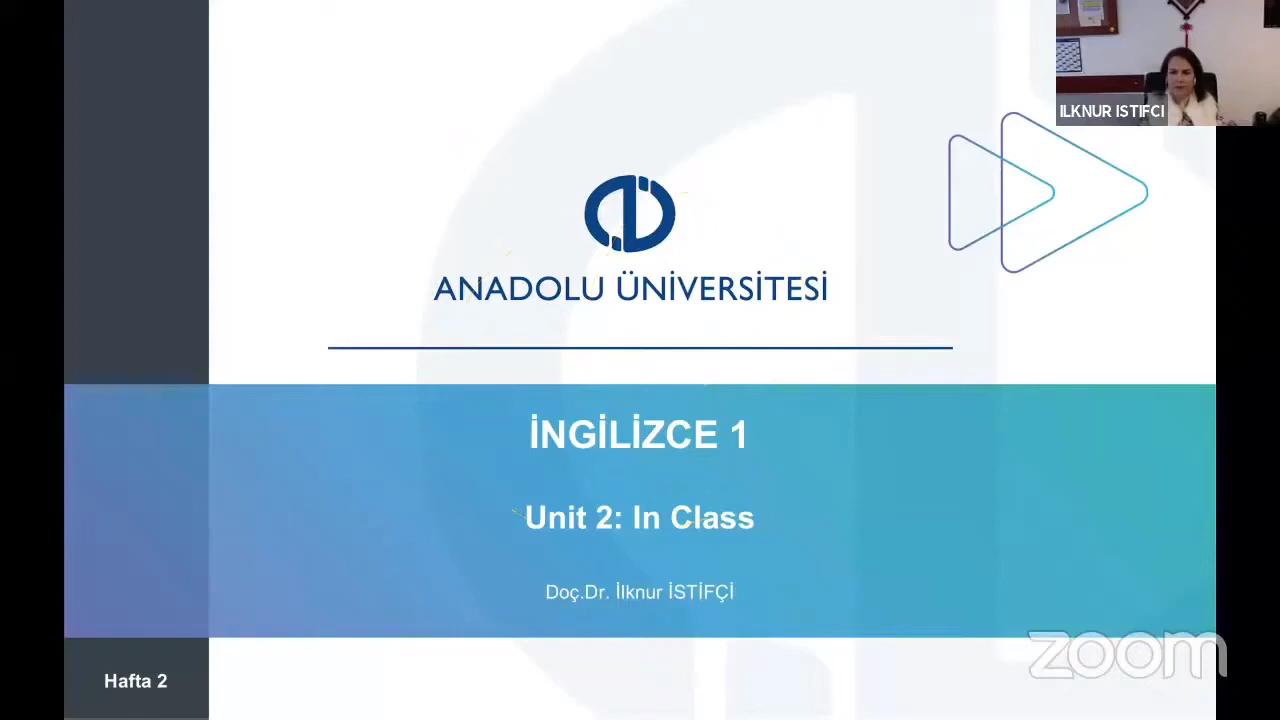 ILKNUR ISTIFCI
ANADOLU ÜNİVERSİTESİ
İNGİLİZCE 1
Unit 2: In Class
Doç.Dr. İlknur İSTİFÇİ
Hafta 2
zoom